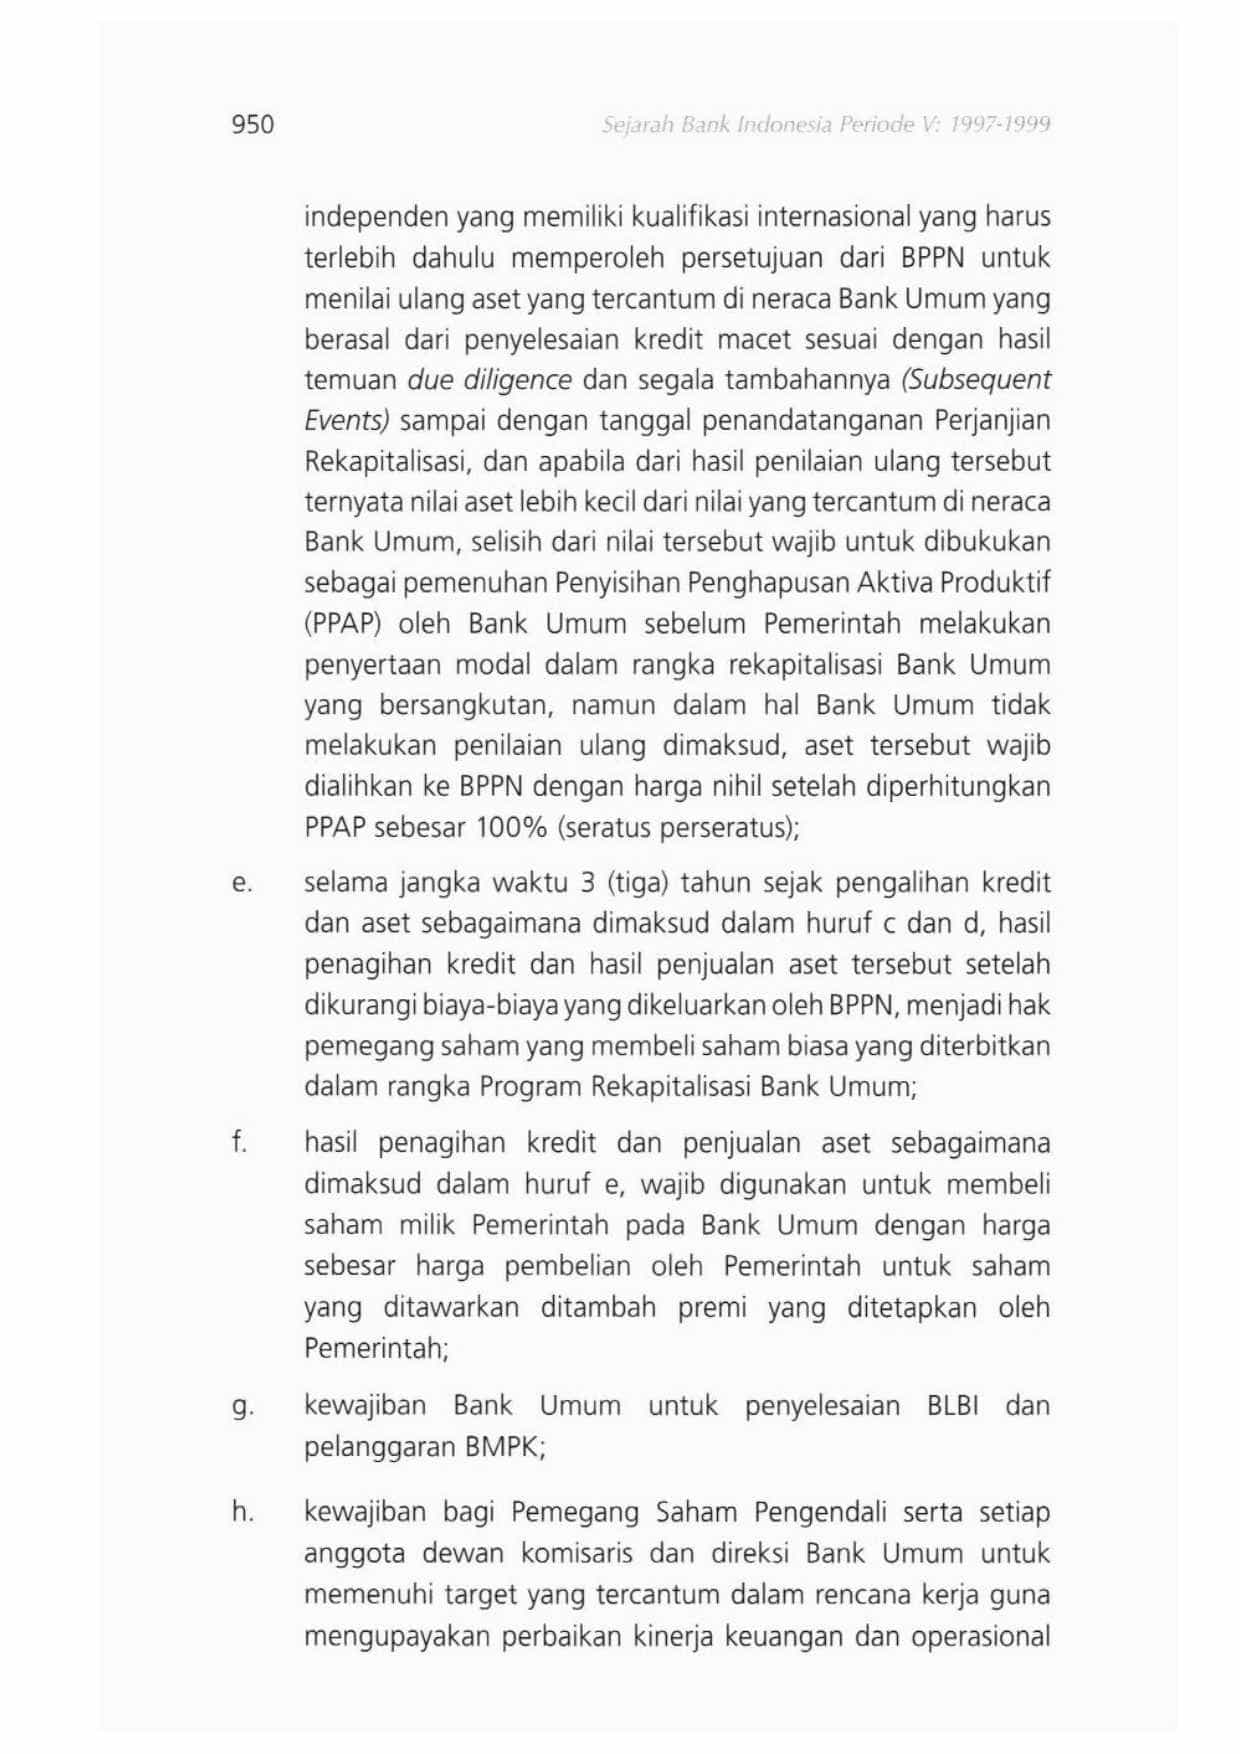 950
Sejarah Bank Indonesia Periode V: 1997-1999
independen yang memiliki kualifikasi internasional yang harus
terlebih dahulu memperoleh persetujuan dari BPPN untuk
menilai ulang aset yang tercantum di neraca Bank Umum yang
berasal dari penyelesaian kredit macet sesuai dengan hasil
temuan due diligence dan segala tambahannya (Subsequent
Events) sampai dengan tanggal penandatanganan Perjanjian
Rekapitalisasi, dan apabila dari hasil penilaian ulang tersebut
ternyata nilai aset lebih kecil dari nilai yang tercantum di neraca
Bank Umum, selisih dari nilai tersebut wajib untuk dibukukan
sebagai pemenuhan Penyisihan Penghapusan Aktiva Produktif
(PPAP) oleh Bank Umum sebelum Pemerintah melakukan
penyertaan modal dalam rangka rekapitalisasi Bank Umum
yang bersangkutan, namun dalam hal Bank Umum tidak
melakukan penilaian ulang dimaksud, aset tersebut wajib
dialihkan ke BPPN dengan harga nihil setelah diperhitungkan
PPAP sebesar 100% (seratus perseratus);
e. selama jangka waktu 3 (tiga) tahun sejak pengalihan kredit
dan aset sebagaimana dimaksud dalam huruf c dan d, hasil
penagihan kredit dan hasil penjualan aset tersebut setelah
dikurangi biaya-biaya yang dikeluarkan oleh BPPN, menjadi hak
pemegang saham yang membeli saham biasa yang diterbitkan
dalam rangka Program Rekapitalisasi Bank Umum;
f. hasil penagihan kredit dan penjualan aset sebagaimana
dimaksud dalam huruf e, wajib digunakan untuk membeli
saham milik Pemerintah pada Bank Umum dengan harga
sebesar harga pembelian oleh Pemerintah untuk saham
yang ditawarkan ditambah premi yang ditetapkan oleh
Pemerintah;
g. kewajiban Bank Umum untuk penyelesaian BLBI dan
pelanggaran BMPK;
h. kewajiban bagi Pemegang Saham Pengendali serta setiap
anggota dewan komisaris dan direksi Bank Umum untuk
memenuhi target yang tercantum dalam rencana kerja guna
mengupayakan perbaikan kinerja keuangan dan operasional